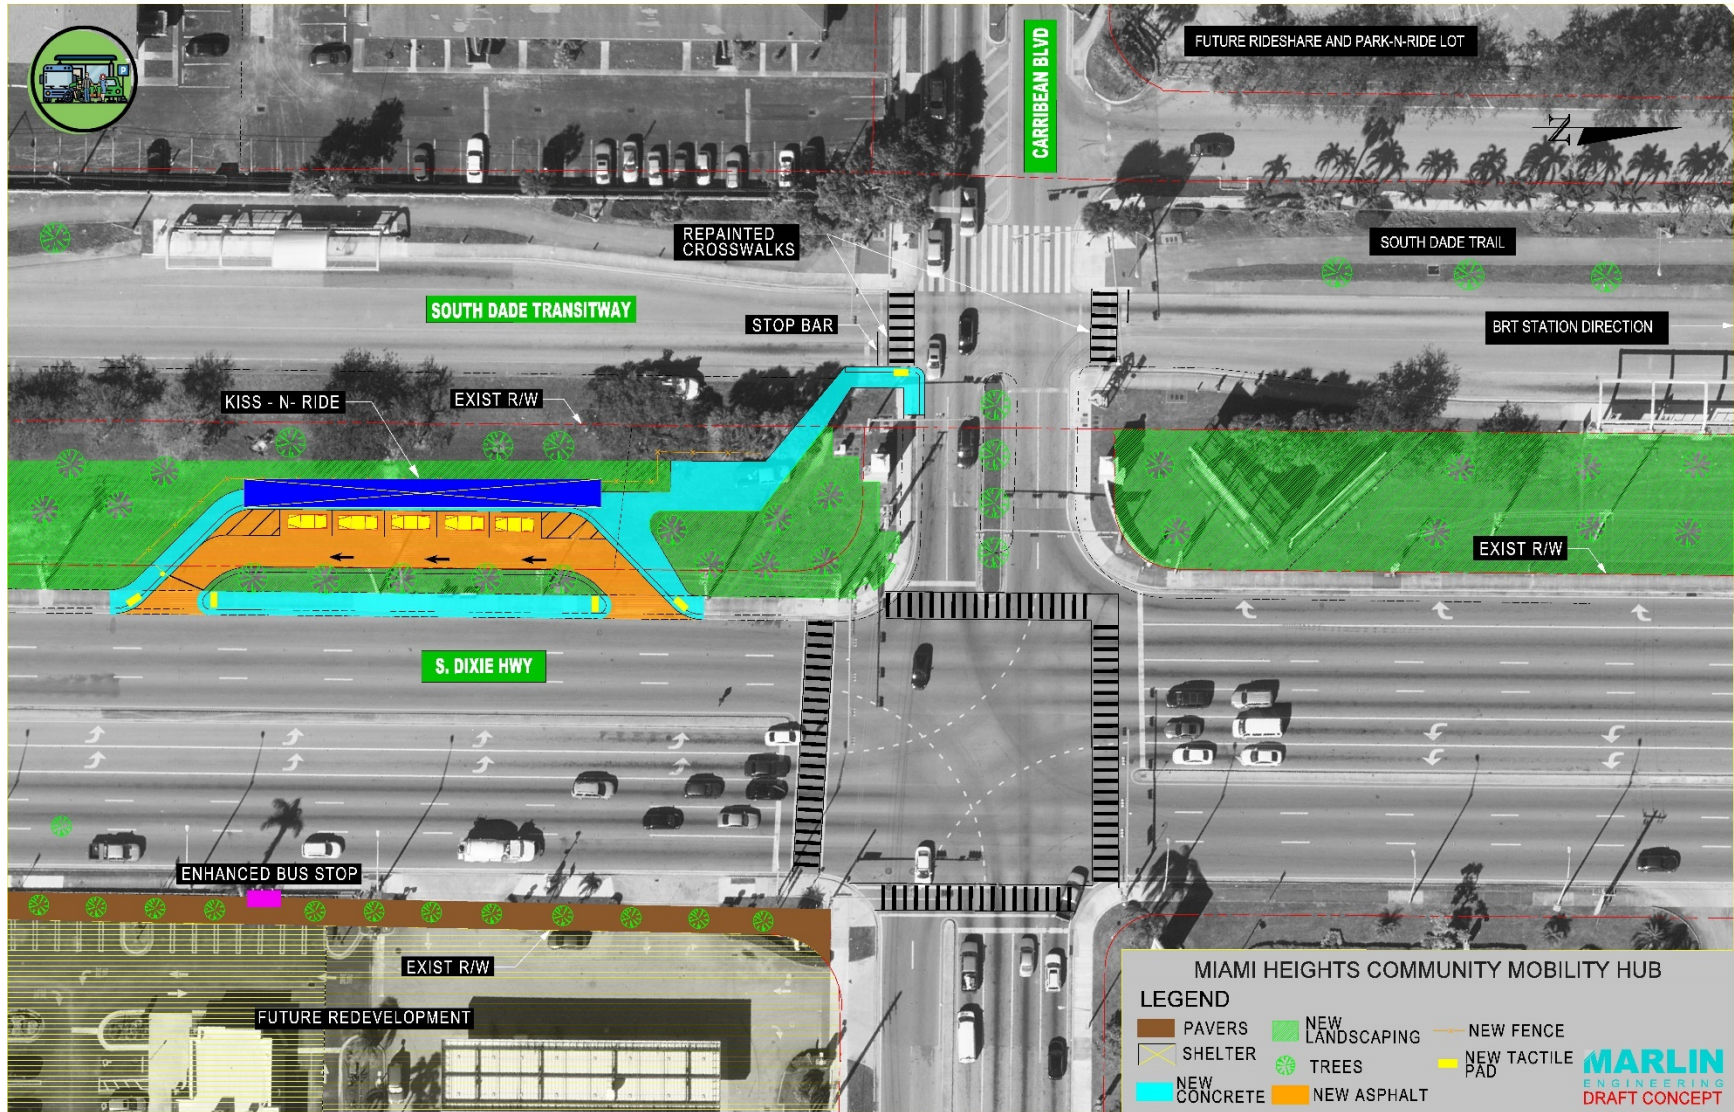 CARRIBEAN BLVD
FUTURE RIDESHARE AND PARK-N-RIDE LOT
N
P
REPAINTED
CROSSWALKS
SOUTH DADE TRAIL
SOUTH DADE TRANSITWAY
STOP BAR
BRT STATION DIRECTION
KISS - N- RIDE
EXIST R/W
EXIST R/W
S. DIXIE HWY
ENHANCED BUS STOP
EXIST R/W
FUTURE REDEVELOPMENT
MIAMI HEIGHTS COMMUNITY MOBILITY HUB
LEGEND
PAVERS
SHELTER
NEW
CONCRETE
NEW
LANDSCAPING
TREES
NEW ASPHALT
NEW FENCE
NEW TACTILE
PAD
MARLIN
ENGINEERING
DRAFT CONCEPT